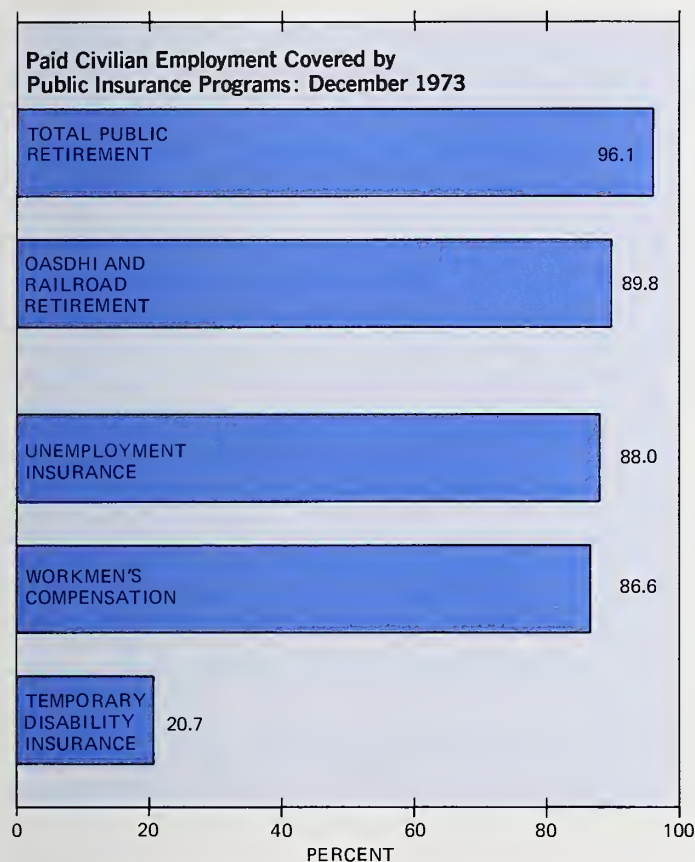 Paid Civilian Employment Covered by
Public Insurance Programs: December 1973
TOTAL PUBLIC
RETIREMENT
96.1
OASDHI AND
RAILROAD
RETIREMENT
89.8
UNEMPLOYMENT
INSURANCE
88.0
WORKMEN'S
COMPENSATION
86.6
TEMPORARY
DISABILITY
INSURANCE
20.7
0 20 40 60 80 100
PERCENT